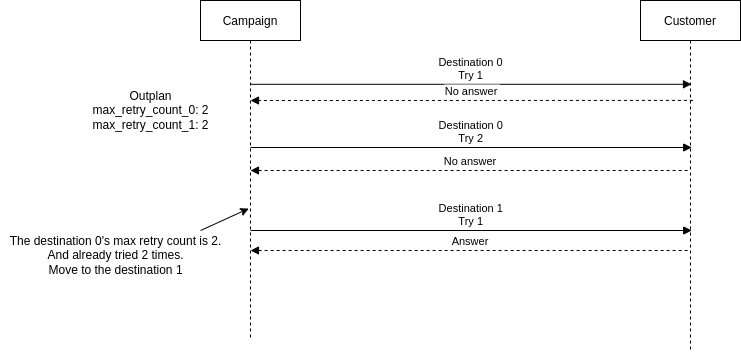 Campaign
Customer
Destination 0
Try 1
No answer
Outplan
max_retry_count_0: 2
max_retry_count_1: 2
Destination 0
Try 2
No answer
Destination 1
Try 1
The destination 0's max retry count is 2.
And already tried 2 times.
Move to the destination 1
Answer